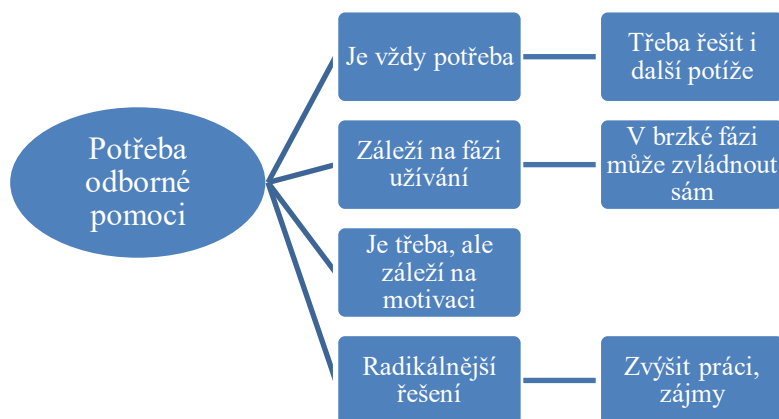 Potřeba
odborné
pomoci
Je vždy potřeba
Třeba řešit i
další potíže
Záleží na fázi
užívání
V brzké fázi
může zvládnout
sám
Je třeba, ale
záleží na
motivaci
Radikálnější
řešení
Zvýšit práci,
zájmy